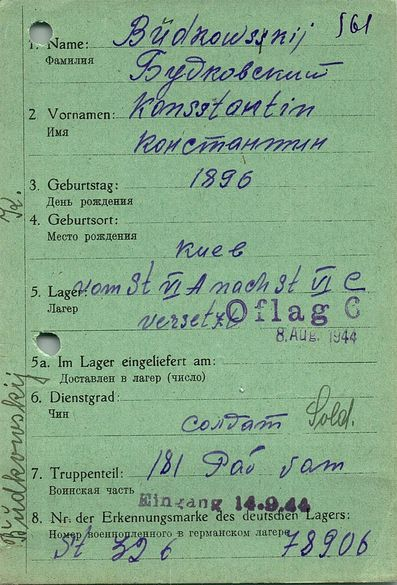 561
1. Name: Büdkowskij
Фамилия Будковский
2 Vornamen: Konsstantin
Имя Константин
3. Geburtstag: 1896
День рождения
4. Geburtsort:
Место рождения
Киев
5. Lager: vom St VI A nach St VI C
Лагер versetzt Oflag 6
8. Aug. 1944
5a. Im Lager eingeliefert am:
Доставлен в лагер (число)
6. Dienstgrad:
Чин
солдат Sold.
7. Truppenteil: 181 Раб бат
Воинская часть
Eingang 14.9.44
8. Nr. der Erkennungsmarke des deutschen Lagers:
Номер военнопленного в германском лагере
St 326 78906
Büdkowskij K.